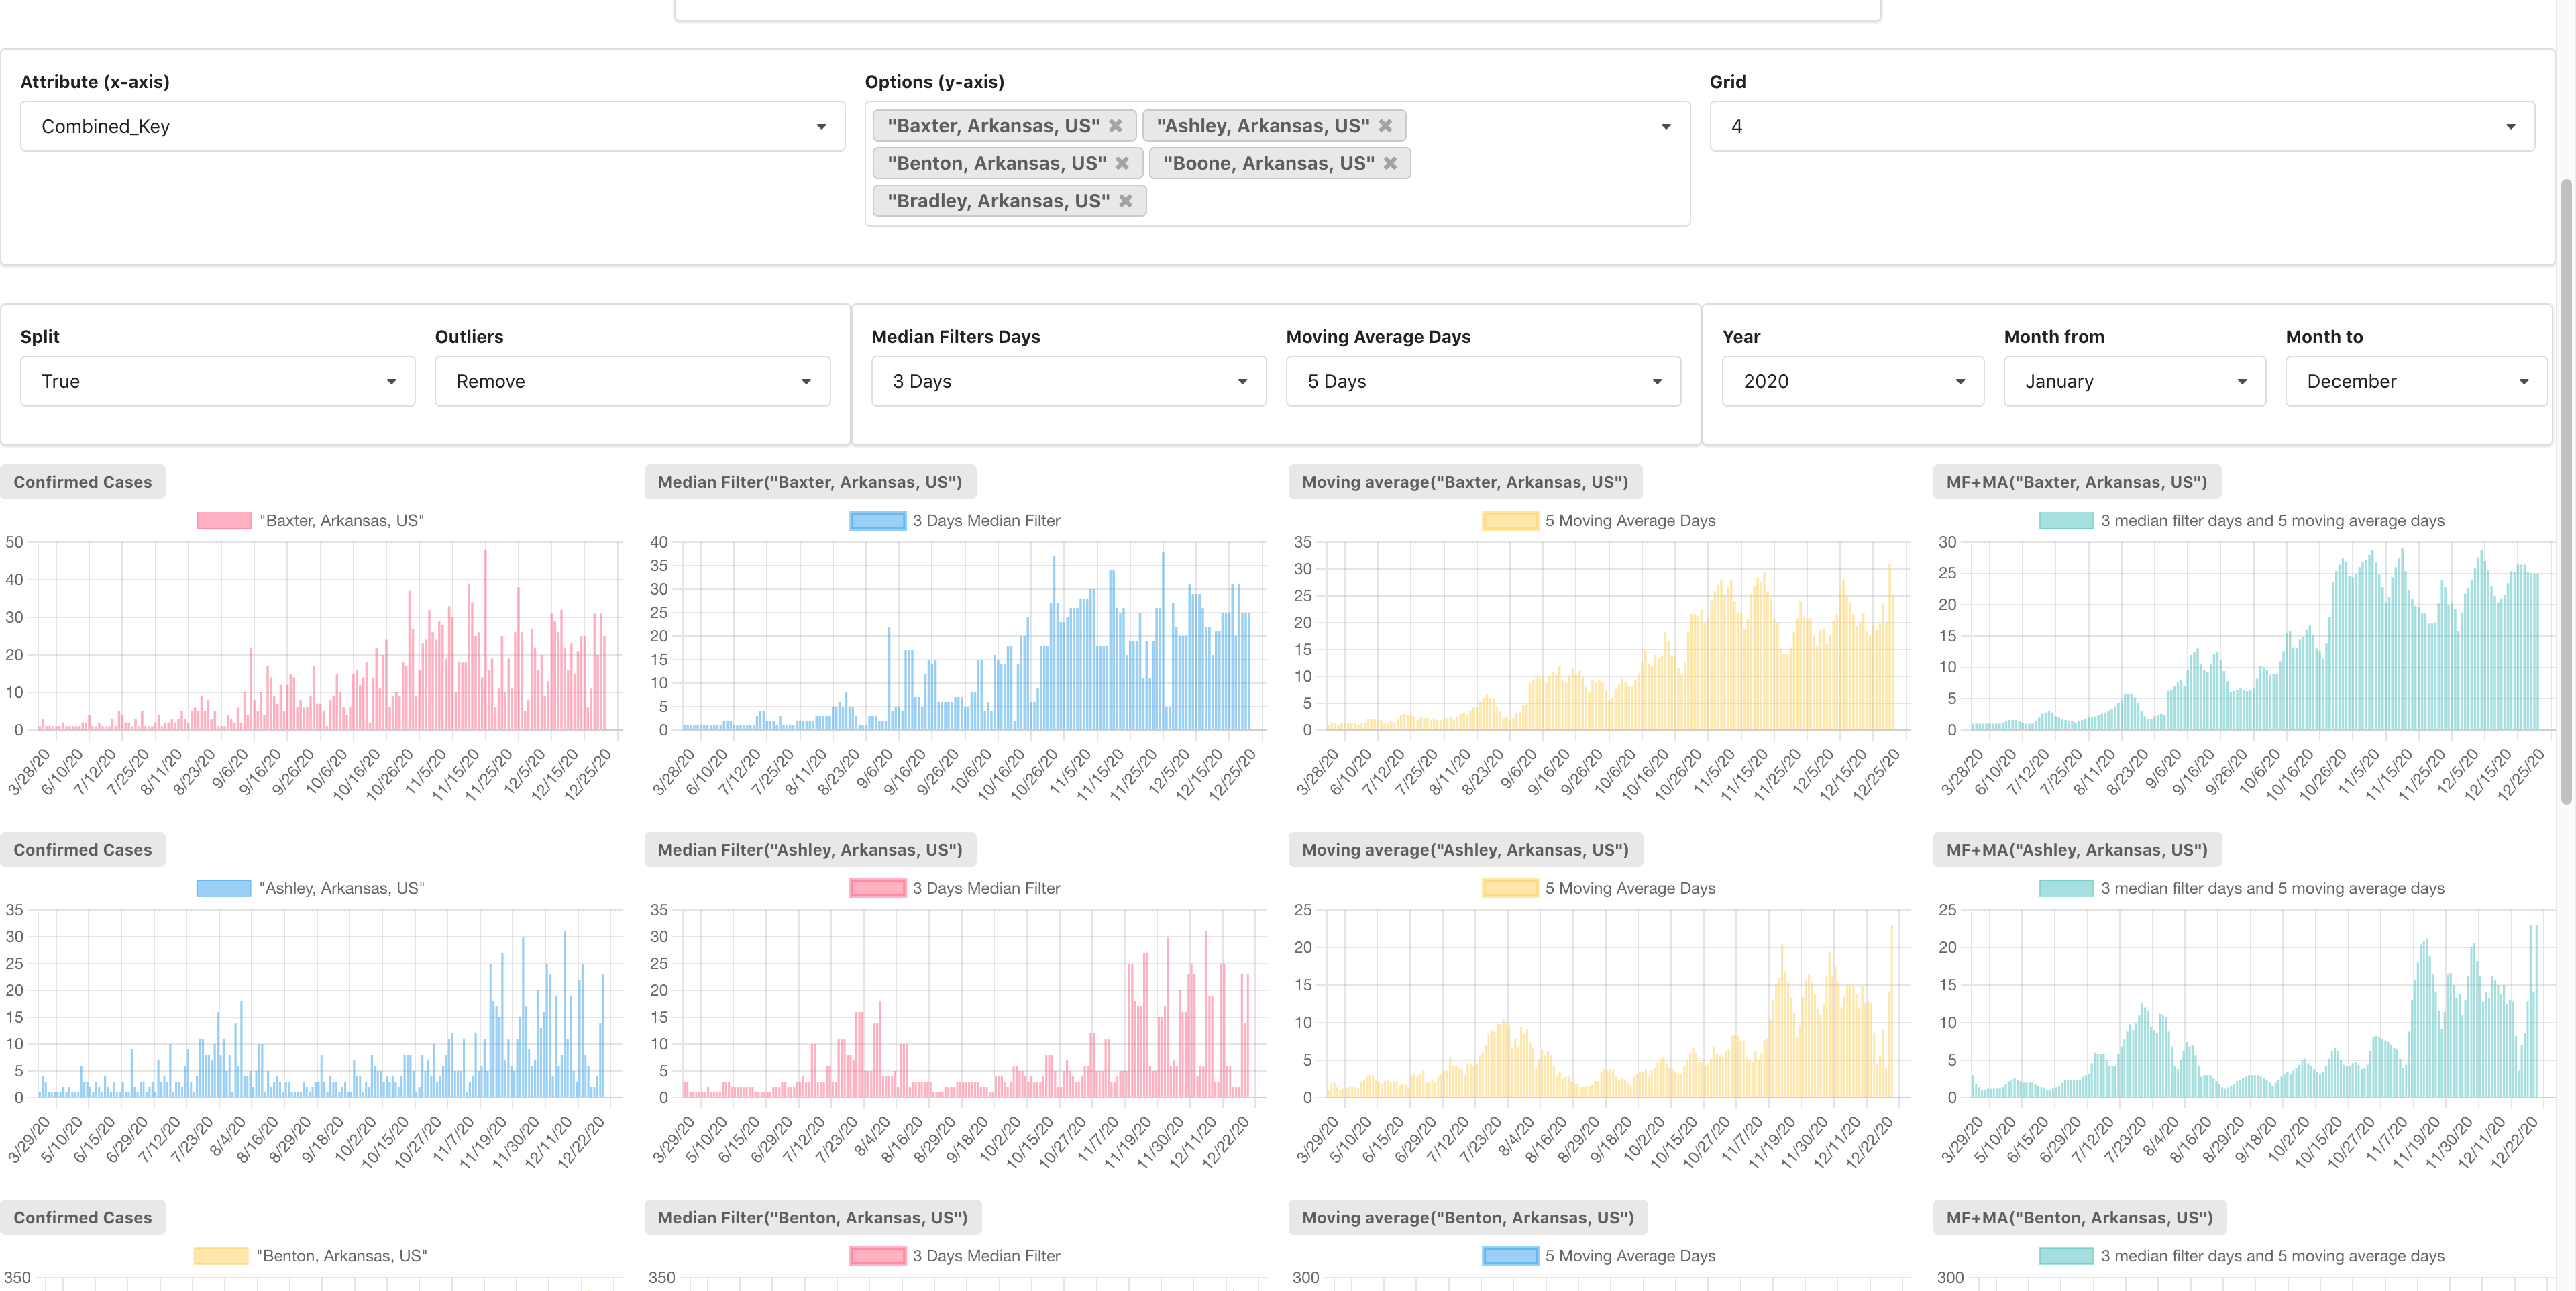 Attribute (x-axis)
Options (y-axis)
Grid
Combined_Key
"Baxter, Arkansas, US" ✖ "Ashley, Arkansas, US" ✖
4
"Benton, Arkansas, US" ✖ "Boone, Arkansas, US" ✖
"Bradley, Arkansas, US" ✖
Split
Outliers
Median Filters Days
Moving Average Days
Year
Month from
Month to
True
Remove
3 Days
5 Days
2020
January
December
Confirmed Cases
"Baxter, Arkansas, US"
50
40
30
20
10
0
3/28/20 6/10/20 7/12/20 7/25/20 8/11/20 8/23/20 9/6/20 9/16/20 9/26/20 10/6/20 10/16/20 10/26/20 11/5/20 11/15/20 11/25/20 12/5/20 12/15/20 12/25/20
Median Filter("Baxter, Arkansas, US")
3 Days Median Filter
40
35
30
25
20
15
10
5
0
3/28/20 6/10/20 7/12/20 7/25/20 8/11/20 8/23/20 9/6/20 9/16/20 9/26/20 10/6/20 10/16/20 10/26/20 11/5/20 11/15/20 11/25/20 12/5/20 12/15/20 12/25/20
Moving average("Baxter, Arkansas, US")
5 Moving Average Days
35
30
25
20
15
10
5
0
3/28/20 6/10/20 7/12/20 7/25/20 8/11/20 8/23/20 9/6/20 9/16/20 9/26/20 10/6/20 10/16/20 10/26/20 11/5/20 11/15/20 11/25/20 12/5/20 12/15/20 12/25/20
MF+MA("Baxter, Arkansas, US")
3 median filter days and 5 moving average days
30
25
20
15
10
5
0
3/28/20 6/10/20 7/12/20 7/25/20 8/11/20 8/23/20 9/6/20 9/16/20 9/26/20 10/6/20 10/16/20 10/26/20 11/5/20 11/15/20 11/25/20 12/5/20 12/15/20 12/25/20
Confirmed Cases
"Ashley, Arkansas, US"
35
30
25
20
15
10
5
0
3/29/20 5/10/20 6/15/20 6/29/20 7/12/20 7/23/20 8/4/20 8/16/20 8/29/20 9/18/20 10/2/20 10/15/20 10/27/20 11/7/20 11/19/20 11/30/20 12/11/20 12/22/20
Median Filter("Ashley, Arkansas, US")
3 Days Median Filter
35
30
25
20
15
10
5
0
3/29/20 5/10/20 6/15/20 6/29/20 7/12/20 7/23/20 8/4/20 8/16/20 8/29/20 9/18/20 10/2/20 10/15/20 10/27/20 11/7/20 11/19/20 11/30/20 12/11/20 12/22/20
Moving average("Ashley, Arkansas, US")
5 Moving Average Days
25
20
15
10
5
0
3/29/20 5/10/20 6/15/20 6/29/20 7/12/20 7/23/20 8/4/20 8/16/20 8/29/20 9/18/20 10/2/20 10/15/20 10/27/20 11/7/20 11/19/20 11/30/20 12/11/20 12/22/20
MF+MA("Ashley, Arkansas, US")
3 median filter days and 5 moving average days
25
20
15
10
5
0
3/29/20 5/10/20 6/15/20 6/29/20 7/12/20 7/23/20 8/4/20 8/16/20 8/29/20 9/18/20 10/2/20 10/15/20 10/27/20 11/7/20 11/19/20 11/30/20 12/11/20 12/22/20
Confirmed Cases
"Benton, Arkansas, US"
350
Median Filter("Benton, Arkansas, US")
3 Days Median Filter
350
Moving average("Benton, Arkansas, US")
5 Moving Average Days
300
MF+MA("Benton, Arkansas, US")
3 median filter days and 5 moving average days
300